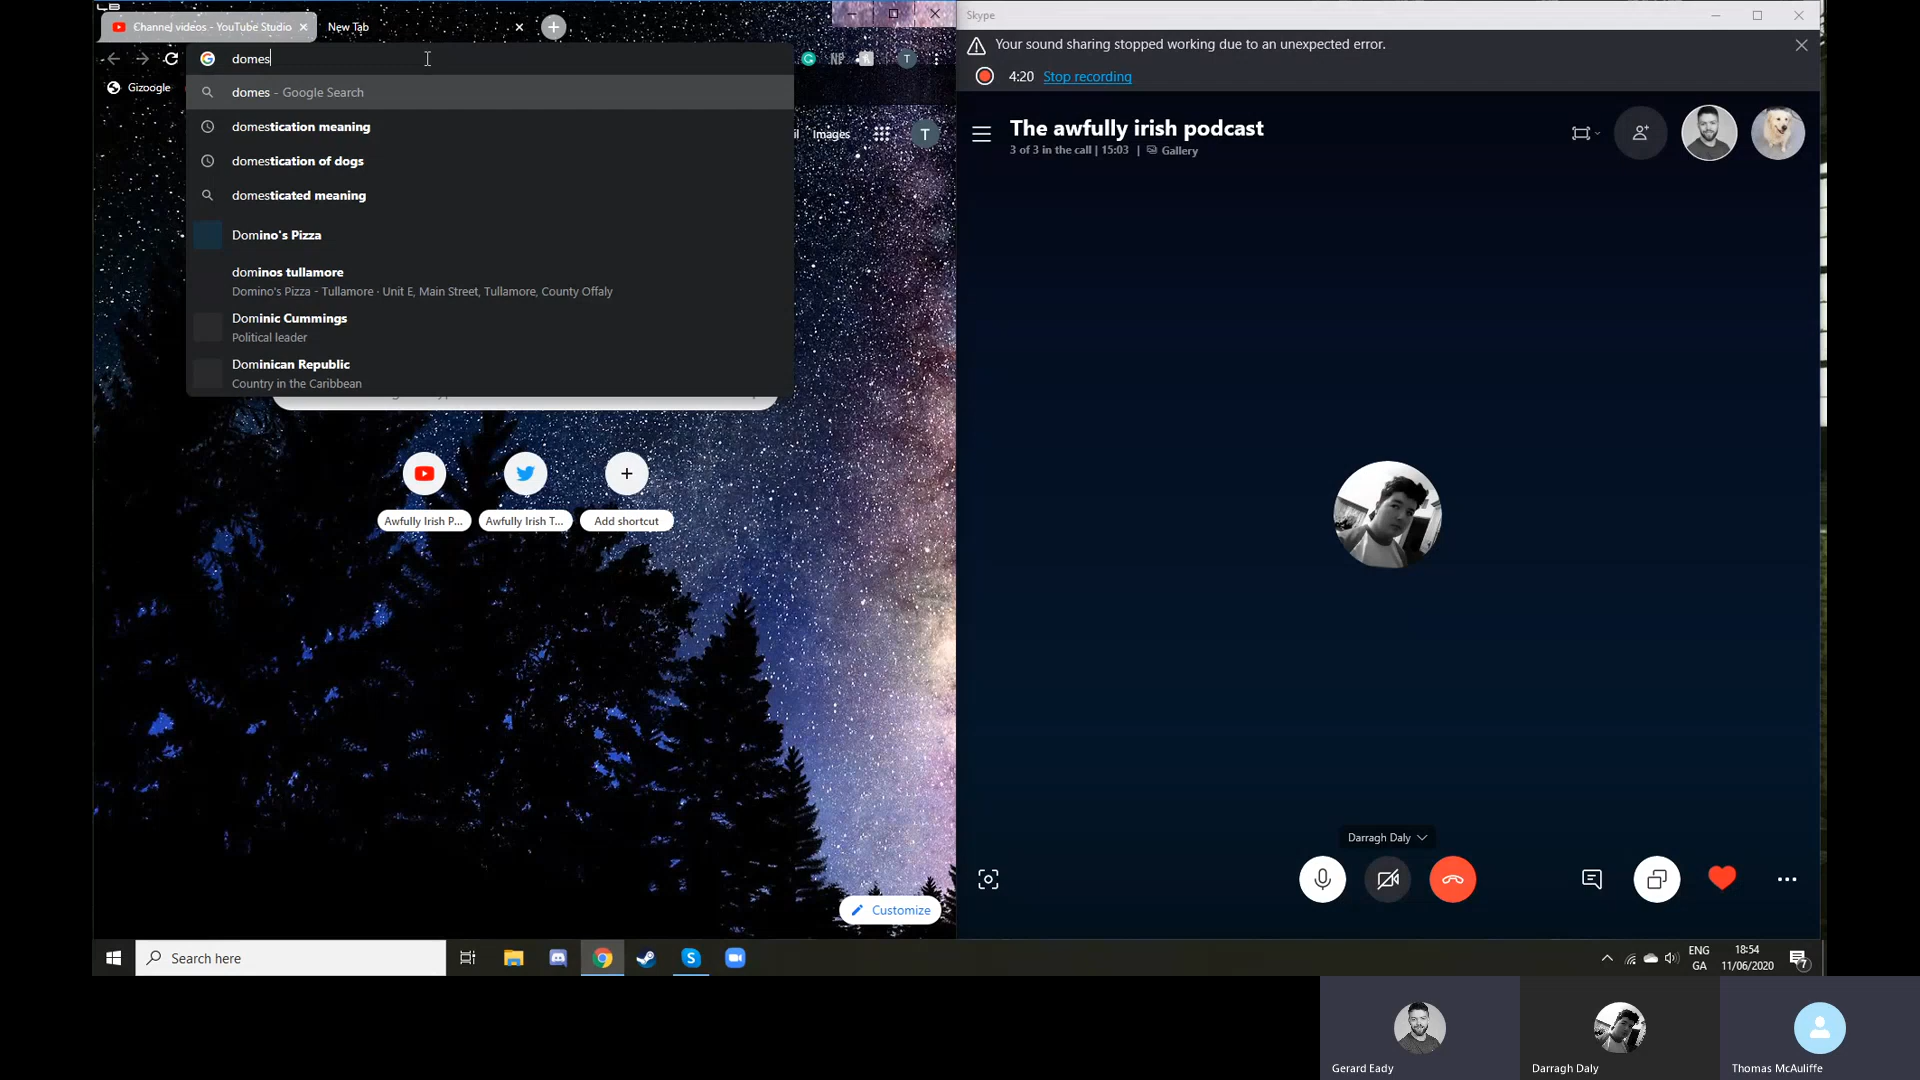 Channel videos - YouTube Studio
New Tab
domes
NP
T
Gizoogle
domes - Google Search
domestication meaning
domestication of dogs
domesticated meaning
Domino's Pizza
dominos tullamore
Domino's Pizza - Tullamore · Unit E, Main Street, Tullamore, County Offaly
Dominic Cummings
Political leader
Dominican Republic
Country in the Caribbean
Images
T
Awfully Irish P...
Awfully Irish T...
Add shortcut
Customize
Skype
Your sound sharing stopped working due to an unexpected error.
4:20 Stop recording
The awfully irish podcast
3 of 3 in the call | 15:03 | Gallery
Darragh Daly
Search here
ENG
GA
18:54
11/06/2020
7
Gerard Eady
Darragh Daly
Thomas McAuliffe